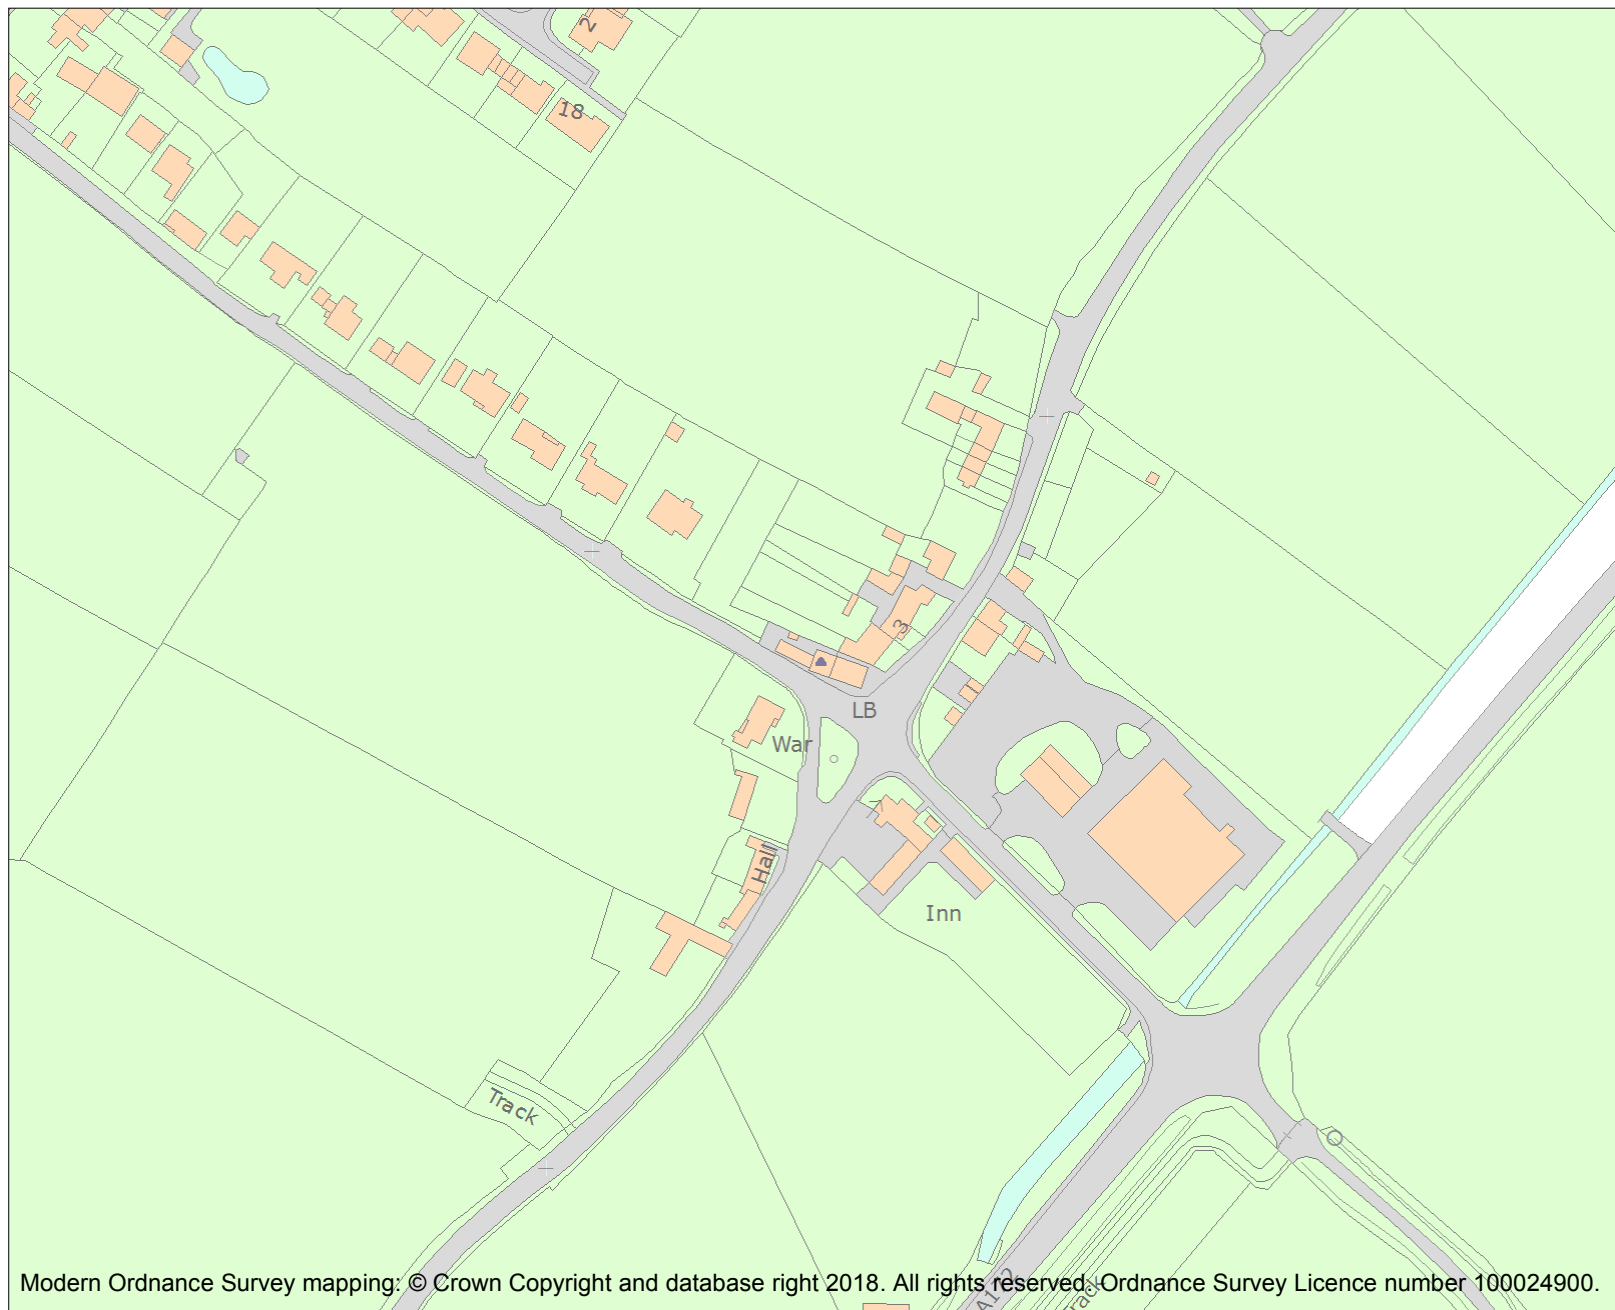 2
18
3
LB
War
Hall
Inn
Track
Track
Modern Ordnance Survey mapping: © Crown Copyright and database right 2018. All rights reserved. Ordnance Survey Licence number 100024900.